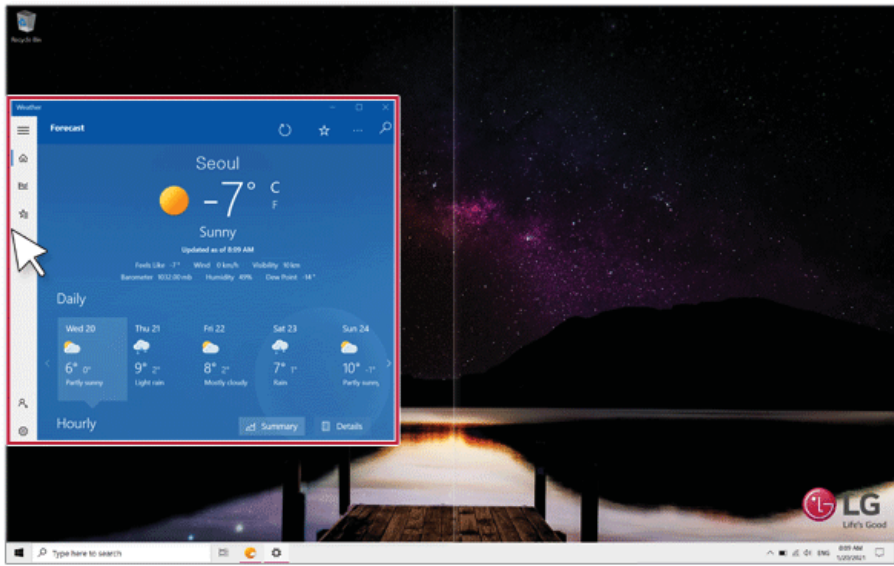 Recycle Bin
Weather
Forecast
Seoul
-7° C
F
Sunny
Updated as of 8:09 AM
Feels Like -7° Wind 0 km/h Visibility 10 km
Barometer 1032.00 mb Humidity 49% Dew Point -14°
Daily
Wed 20 Thu 21 Fri 22 Sat 23 Sun 24
6° 0° 9° 2° 8° 2° 7° 1° 10° -1°
Partly sunny Light rain Mostly cloudy Rain Partly sunny
Hourly Summary Details
LG
Life's Good
Type here to search
ENG 8:09 AM
1/20/2021